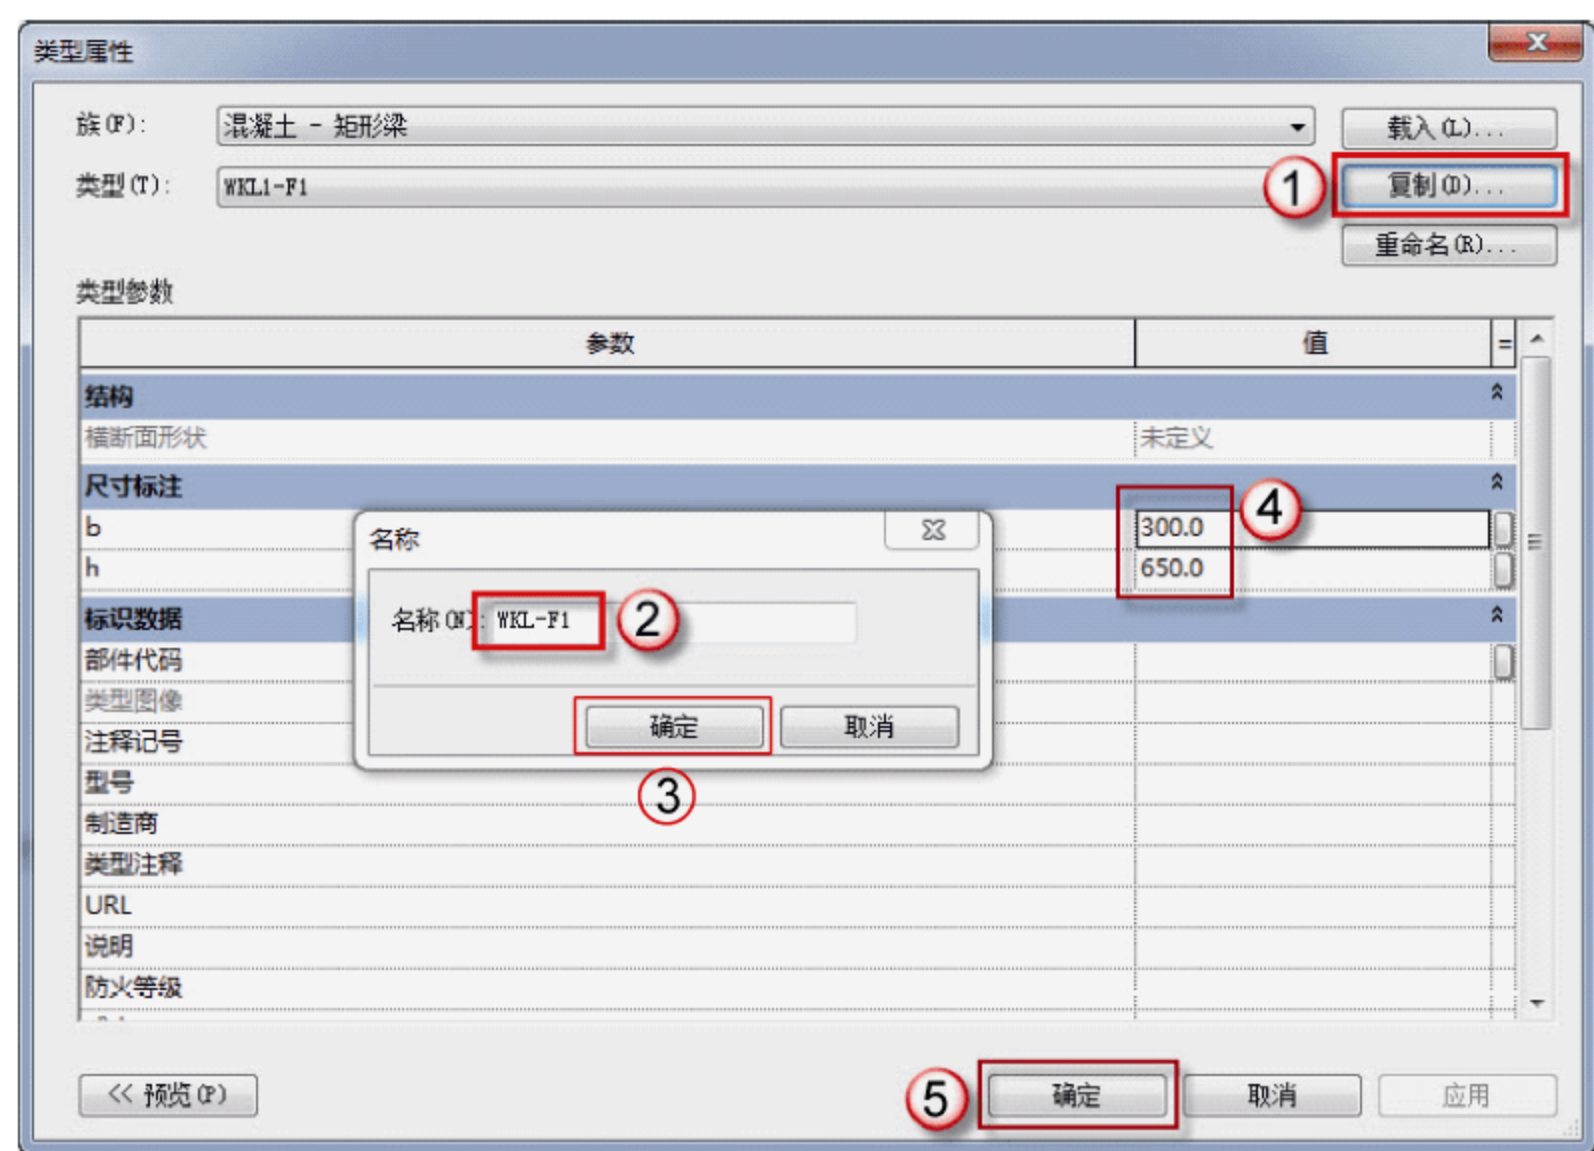 类型属性
族(F):
混凝土 - 矩形梁
载入(L)...
类型(T):
WKL1-F1
①
复制(D)...
重命名(R)...
类型参数
参数
值
=
结构
横断面形状
未定义
尺寸标注
b
300.0
④
h
650.0
标识数据
名称
名称(N):
WKL-F1
②
确定
取消
③
部件代码
类型图像
注释记号
型号
制造商
类型注释
URL
说明
防火等级
<< 预览(P)
⑤
确定
取消
应用